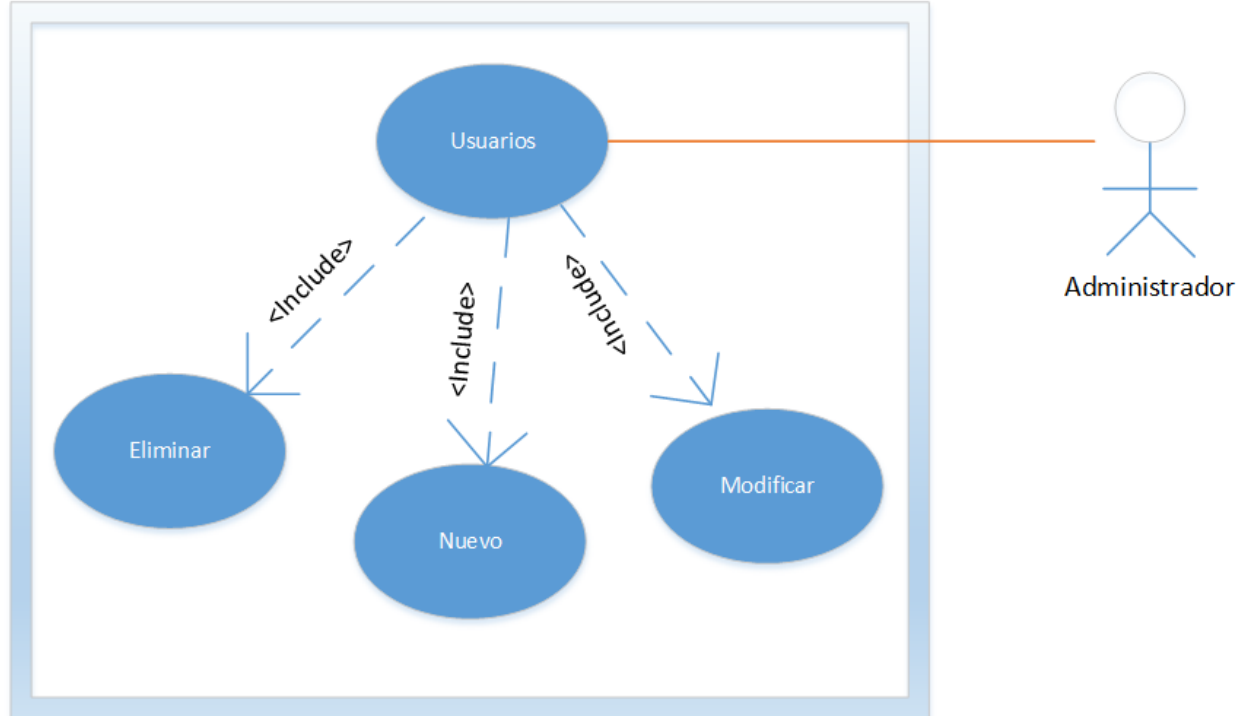 Usuarios
Administrador
<Include>
<Include>
<Include>
Eliminar
Nuevo
Modificar